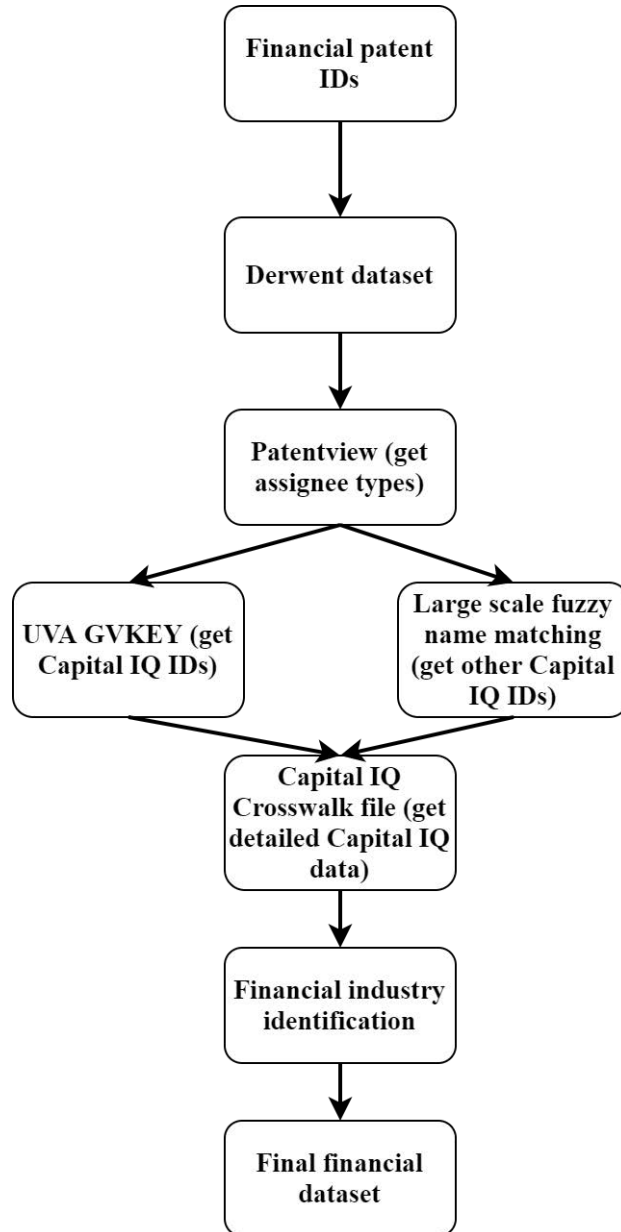 Financial patent
IDs
Derwent dataset
Patentview (get
assignee types)
UVA GVKEY (get
Capital IQ IDs)
Large scale fuzzy
name matching
(get other Capital
IQ IDs)
Capital IQ
Crosswalk file (get
detailed Capital IQ
data)
Financial industry
identification
Final financial
dataset